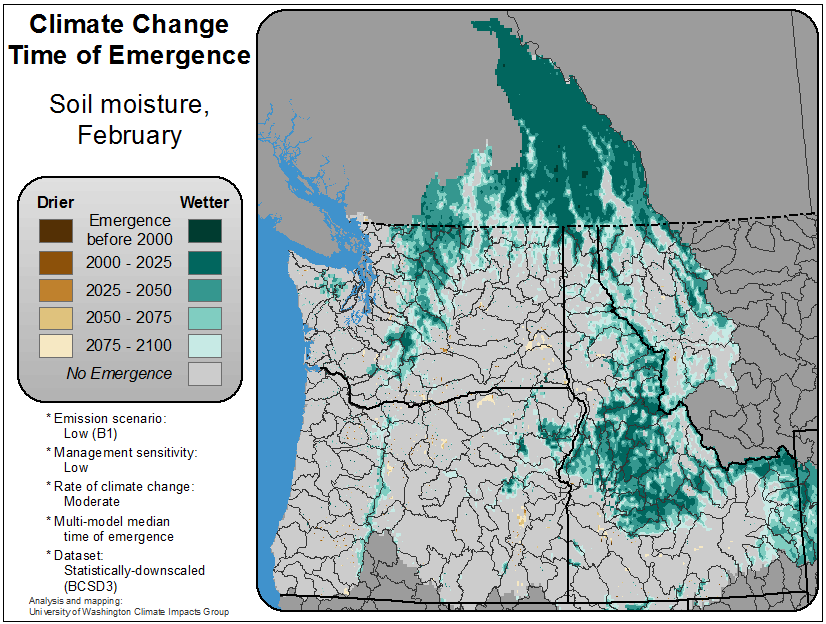 Climate Change
Time of Emergence
Soil moisture,
February
Drier
Wetter
Emergence
before 2000
2000 - 2025
2025 - 2050
2050 - 2075
2075 - 2100
No Emergence
* Emission scenario:
Low (B1)
* Management sensitivity:
Low
* Rate of climate change:
Moderate
* Multi-model median
time of emergence
* Dataset:
Statistically-downscaled
(BCSD3)
Analysis and mapping:
University of Washington Climate Impacts Group